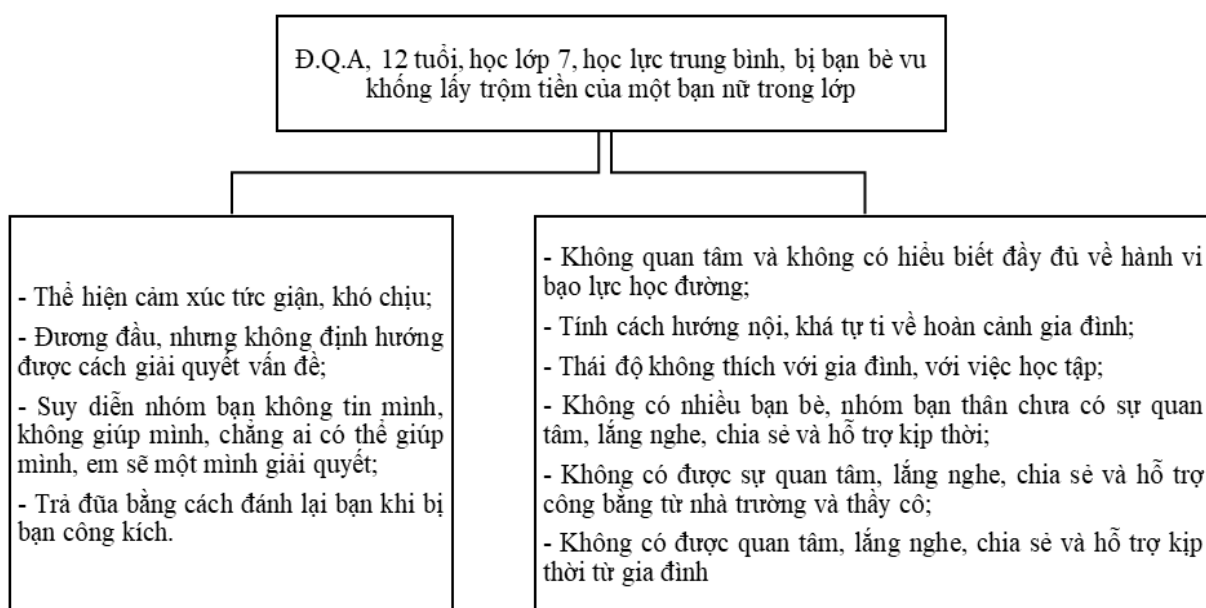 Đ.Q.A, 12 tuổi, học lớp 7, học lực trung bình, bị bạn bè vu
khống lấy trộm tiền của một bạn nữ trong lớp
- Thể hiện cảm xúc tức giận, khó chịu;
- Đương đầu, nhưng không định hướng
được cách giải quyết vấn đề;
- Suy diễn nhóm bạn không tin mình,
không giúp mình, chẳng ai có thể giúp
mình, em sẽ một mình giải quyết;
- Trả đũa bằng cách đánh lại bạn khi bị
bạn công kích.
- Không quan tâm và không có hiểu biết đầy đủ về hành vi
bạo lực học đường;
- Tính cách hướng nội, khá tự ti về hoàn cảnh gia đình;
- Thái độ không thích với gia đình, với việc học tập;
- Không có nhiều bạn bè, nhóm bạn thân chưa có sự quan
tâm, lắng nghe, chia sẻ và hỗ trợ kịp thời;
- Không có được sự quan tâm, lắng nghe, chia sẻ và hỗ trợ
công bằng từ nhà trường và thầy cô;
- Không có được quan tâm, lắng nghe, chia sẻ và hỗ trợ kịp
thời từ gia đình